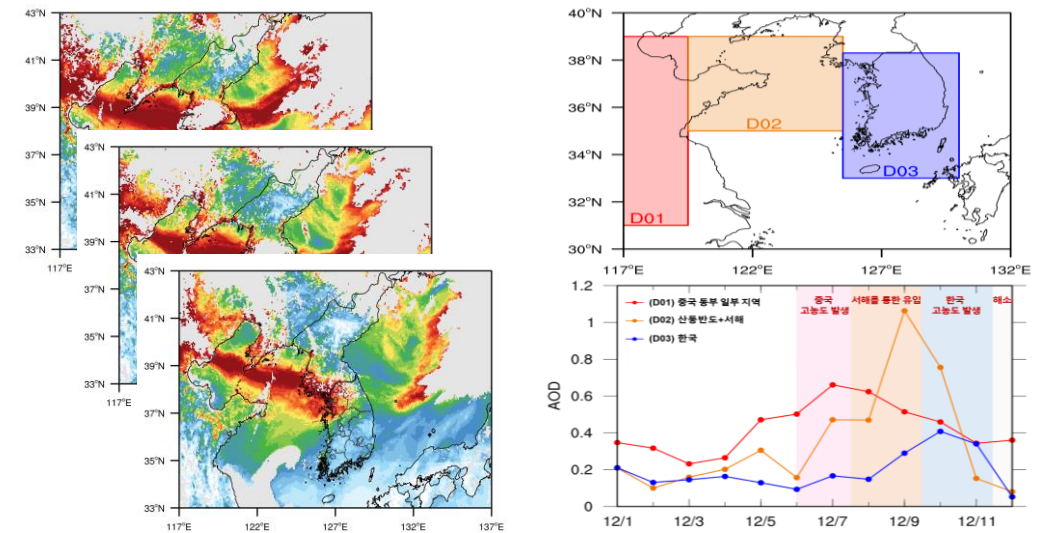 43°N
41°N
39°N
37°N
35°N
33°N
117°E
43°N
41°N
39°N
37°N
35°N
33°N
117°E
43°N
41°N
39°N
37°N
35°N
33°N
117°E 122°E 127°E 132°E 137°E
40°N
38°N
36°N
34°N
32°N
30°N
D01
D02
D03
117°E 122°E 127°E 132°E
AOD
1.2
1
0.8
0.6
0.4
0.2
0
(D01) 중국 동부 일부 지역
(D02) 산동반도+서해
(D03) 한국
중국
고농도 발생
서해를 통한 유입
한국
고농도 발생
해소
12/1 12/3 12/5 12/7 12/9 12/11